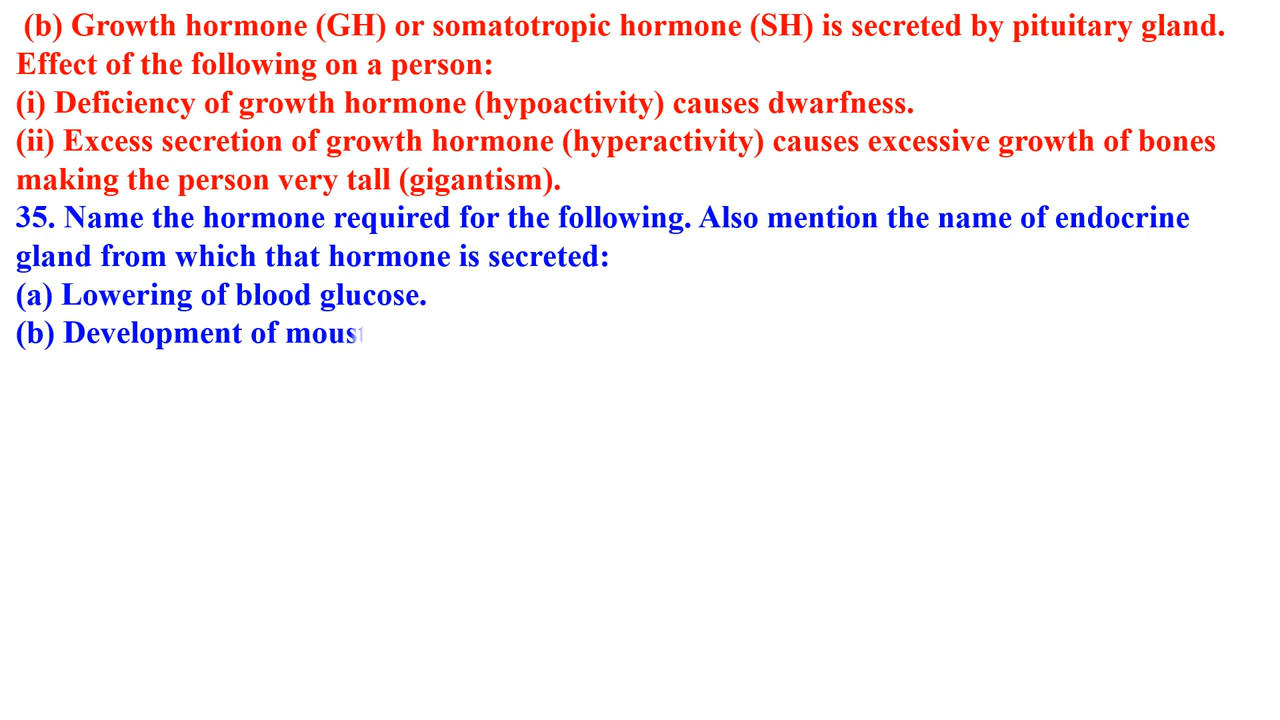 (b) Growth hormone (GH) or somatotropic hormone (SH) is secreted by pituitary gland.
Effect of the following on a person:
(i) Deficiency of growth hormone (hypoactivity) causes dwarfness.
(ii) Excess secretion of growth hormone (hyperactivity) causes excessive growth of bones
making the person very tall (gigantism).
35. Name the hormone required for the following. Also mention the name of endocrine
gland from which that hormone is secreted:
(a) Lowering of blood glucose.
(b) Development of